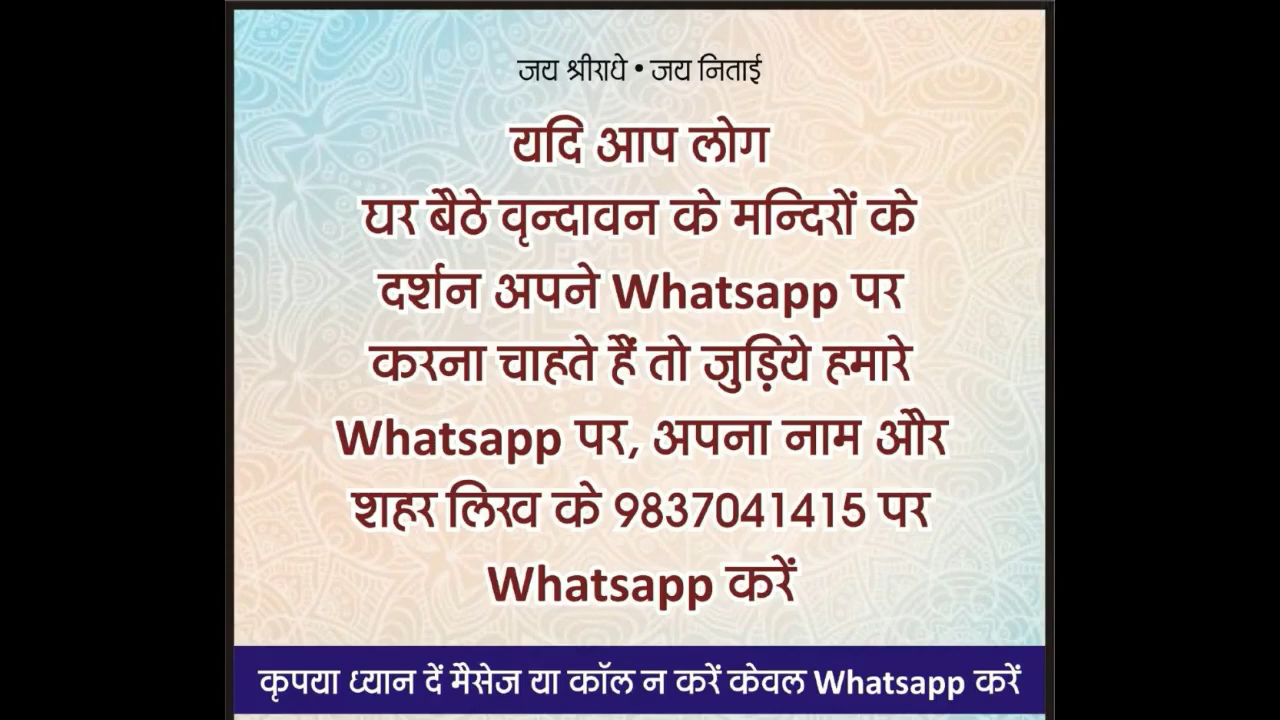 जय श्रीराधे • जय निताई
यदि आप लोग
घर बैठे वृन्दावन के मन्दिरों के
दर्शन अपने Whatsapp पर
करना चाहते हैं तो जुड़िये हमारे
Whatsapp पर, अपना नाम और
शहर लिख के 9837041415 पर
Whatsapp करें
कृपया ध्यान दें मैसेज या कॉल न करें केवल Whatsapp करें